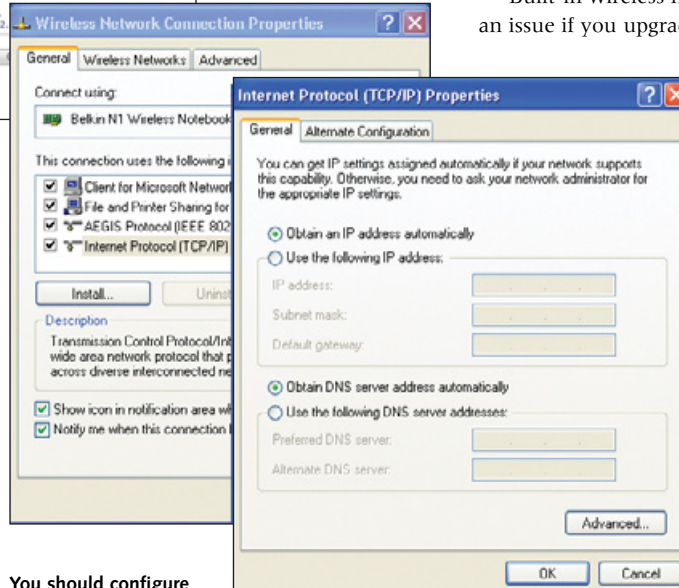 Built-in wireless
an issue if you upgrad
Wireless Network Connection Properties
General Wireless Networks Advanced
Connect using:
Belkin N1 Wireless Notebook
This connection uses the following i
Client for Microsoft Networ
File and Printer Sharing for
AEGIS Protocol (IEEE 802
Internet Protocol (TCP/IP)
Install... Uninst
Description
Transmission Control Protocol/Int
wide area network protocol that p
across diverse interconnected ne
Show icon in notification area wh
Notify me when this connection
Internet Protocol (TCP/IP) Properties
General Alternate Configuration
You can get IP settings assigned automatically if your network supports
this capability. Otherwise, you need to ask your network administrator for
the appropriate IP settings.
Obtain an IP address automatically
Use the following IP address:
IP address:
Subnet mask:
Default gateway:
Obtain DNS server address automatically
Use the following DNS server addresses:
Preferred DNS server:
Alternate DNS server:
Advanced...
OK Cancel
You should configure